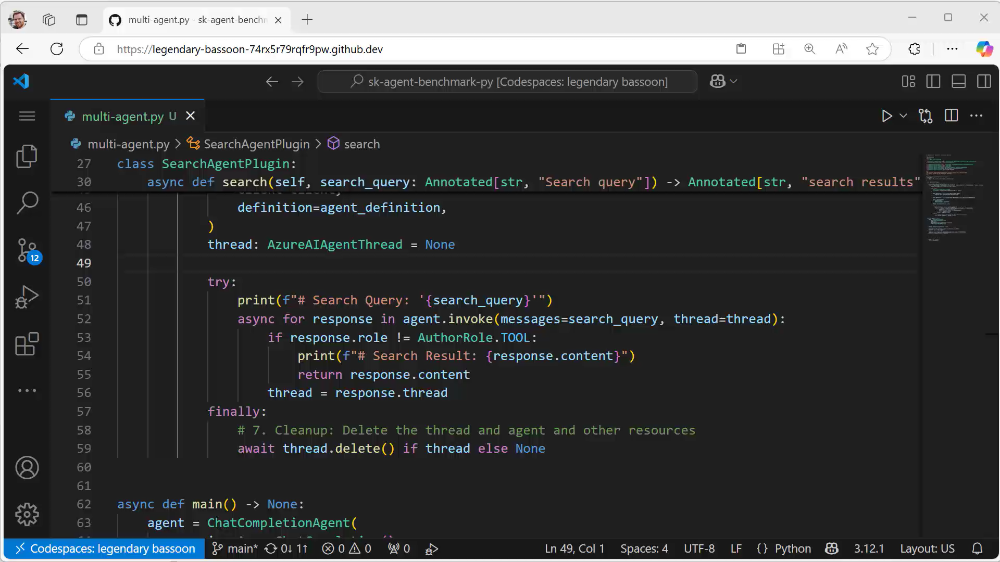 multi-agent.py - sk-agent-benchm
https://legendary-bassoon-74rx5r79rqfr9pw.github.dev
sk-agent-benchmark-py [Codespaces: legendary bassoon]
multi-agent.py U
multi-agent.py > SearchAgentPlugin > search
27 class SearchAgentPlugin:
30 async def search(self, search_query: Annotated[str, "Search query"]) -> Annotated[str, "search results"
46 definition=agent_definition,
47 )
48 thread: AzureAIAgentThread = None
49
50 try:
51 print(f"# Search Query: '{search_query}'")
52 async for response in agent.invoke(messages=search_query, thread=thread):
53 if response.role != AuthorRole.TOOL:
54 print(f"# Search Result: {response.content}")
55 return response.content
56 thread = response.thread
57 finally:
58 # 7. Cleanup: Delete the thread and agent and other resources
59 await thread.delete() if thread else None
60
61
62 async def main() -> None:
63 agent = ChatCompletionAgent(
12
Codespaces: legendary bassoon main* 0↓ 1↑ 0 0 0 Ln 49, Col 1 Spaces: 4 UTF-8 LF {} Python 3.12.1 Layout: US